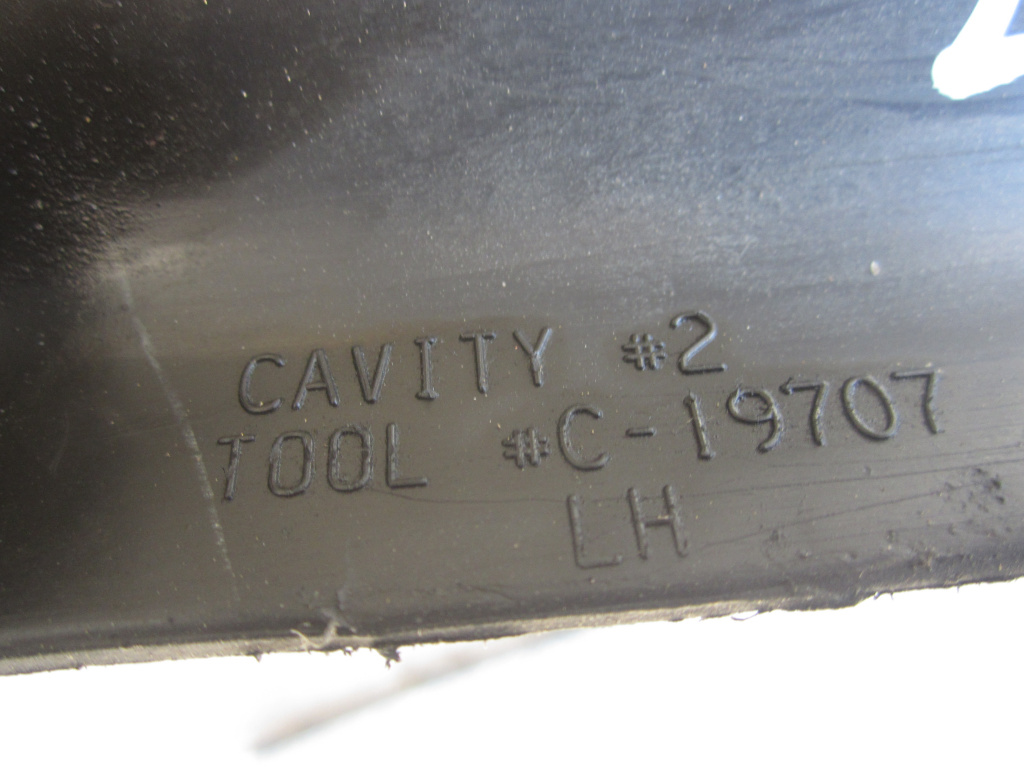 CAVITY #2
TOOL #C-19707
LH